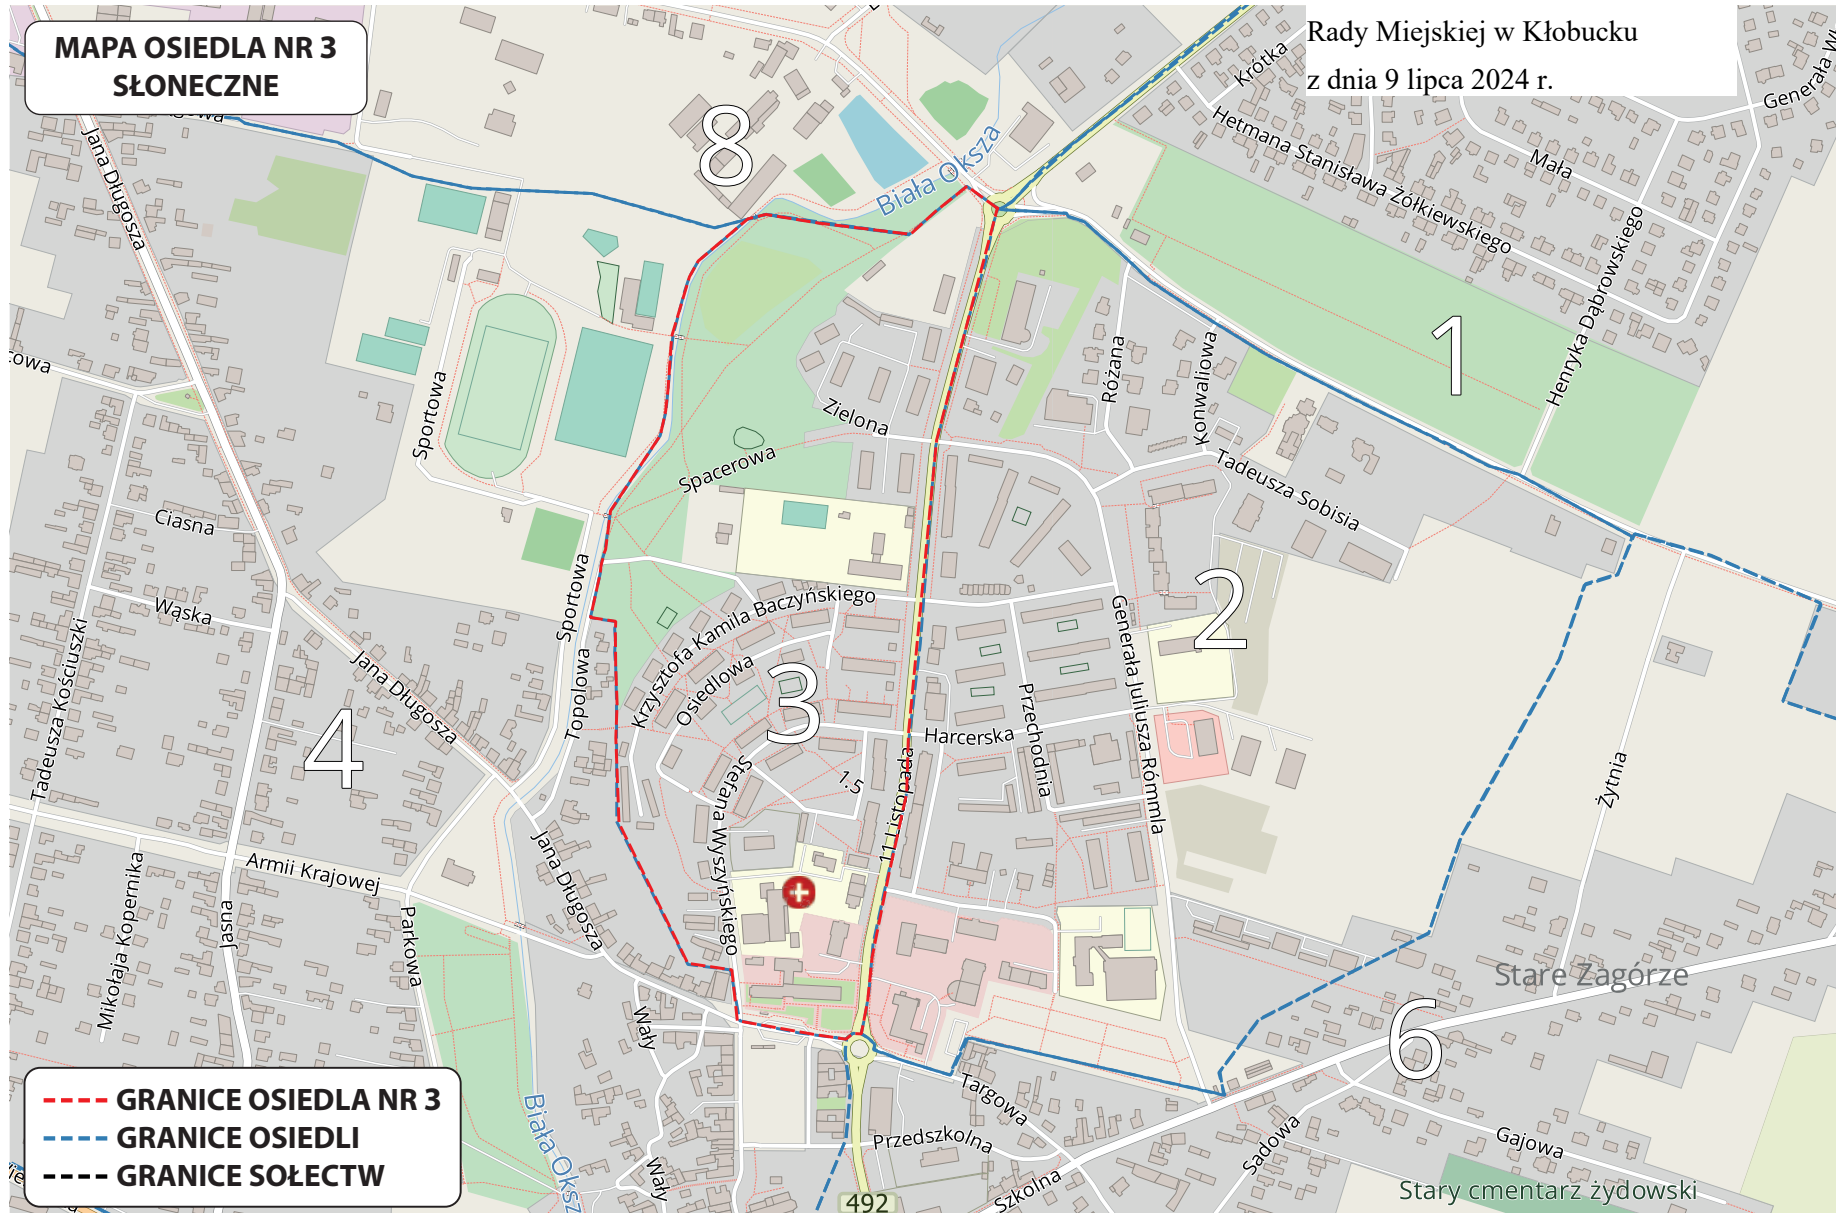 MAPA OSIEDLA NR 3
SŁONECZNE
Rady Miejskiej w Kłobucku
z dnia 9 lipca 2024 r.
Krótka
Generała
Hetmana Stanisława Żółkiewskiego
Mała
Henryka Dąbrowskiego
Jana Długosza
8
Biała Oksza
1
Sportowa
Zielona
Spacerowa
Różana
Konwaliowa
Tadeusza Sobisia
Ciasna
Wąska
Tadeusza Kościuszki
Jana Długosza
4
Sportowa
Topolowa
Krzysztofa Kamila Baczyńskiego
Osiedlowa
3
Stefana Wyszyńskiego
1.5
11 Listopada
Harcerska
Przechodnia
Generała Juliusza Rómmla
2
Żytnia
Armii Krajowej
Mikołaja Kopernika
Jasna
Parkowa
Jana Długosza
Wały
Wały
Biała Oksza
Stare Zagórze
6
Targowa
Przedszkolna
Szkolna
Sadowa
Gajowa
Stary cmentarz żydowski
492
GRANICE OSIEDLA NR 3
GRANICE OSIEDLI
GRANICE SOŁECTW